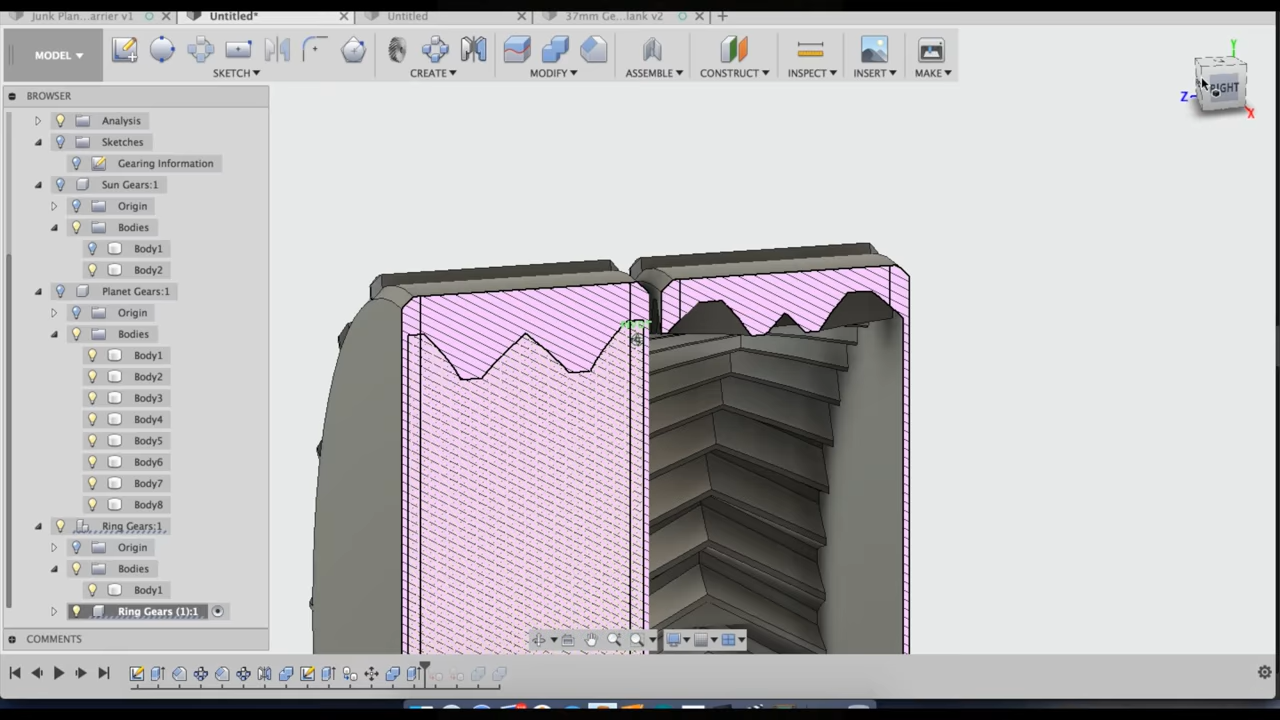 Junk Plan...arrier v1
Untitled*
Untitled
37mm Ge...lank v2
MODEL
SKETCH
CREATE
MODIFY
ASSEMBLE
CONSTRUCT
INSPECT
INSERT
MAKE
BROWSER
Analysis
Sketches
Gearing Information
Sun Gears:1
Origin
Bodies
Body1
Body2
Planet Gears:1
Origin
Bodies
Body1
Body2
Body3
Body4
Body5
Body6
Body7
Body8
Ring Gears:1
Origin
Bodies
Body1
Ring Gears (1):1
COMMENTS
Y
RIGHT
Z
X